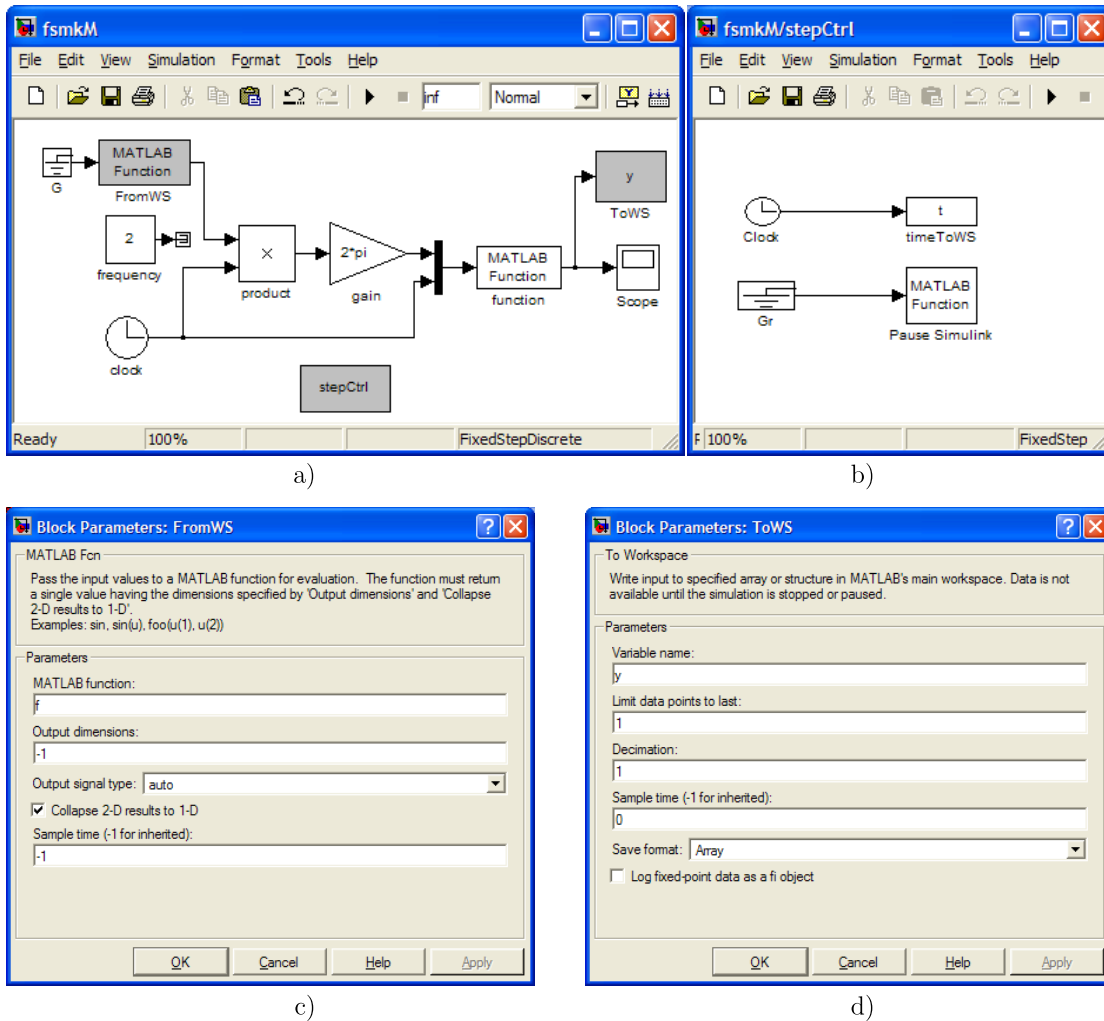 fsmkM
File Edit View Simulation Format Tools Help
inf Normal
G
MATLAB
Function
FromWS
2
frequency
×
product
2*pi
gain
clock
MATLAB
Function
function
y
ToWS
Scope
stepCtrl
Ready 100% FixedStepDiscrete
a)
fsmkM/stepCtrl
File Edit View Simulation Format Tools Help
Clock
t
timeToWS
Gr
MATLAB
Function
Pause Simulink
100% FixedStep
b)
Block Parameters: FromWS
MATLAB Fcn
Pass the input values to a MATLAB function for evaluation. The function must return
a single value having the dimensions specified by 'Output dimensions' and 'Collapse
2-D results to 1-D'.
Examples: sin, sin(u), foo(u(1), u(2))
Parameters
MATLAB function:
f
Output dimensions:
-1
Output signal type: auto
Collapse 2-D results to 1-D
Sample time (-1 for inherited):
-1
OK Cancel Help Apply
c)
Block Parameters: ToWS
To Workspace
Write input to specified array or structure in MATLAB's main workspace. Data is not
available until the simulation is stopped or paused.
Parameters
Variable name:
y
Limit data points to last:
1
Decimation:
1
Sample time (-1 for inherited):
0
Save format: Array
Log fixed-point data as a fi object
OK Cancel Help Apply
d)